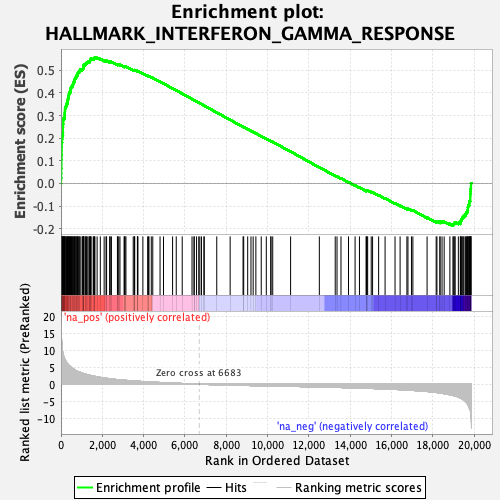 Enrichment plot:
HALLMARK_INTERFERON_GAMMA_RESPONSE
Enrichment score (ES)
0.5
0.4
0.3
0.2
0.1
0.0
-0.1
-0.2
Ranked list metric (PreRanked)
20
15
10
5
0
-5
-10
'na_pos' (positively correlated)
Zero cross at 6683
'na_neg' (negatively correlated)
0
2,000
4,000
6,000
8,000
10,000
12,000
14,000
16,000
18,000
20,000
Rank in Ordered Dataset
Enrichment profile
Hits
Ranking metric scores